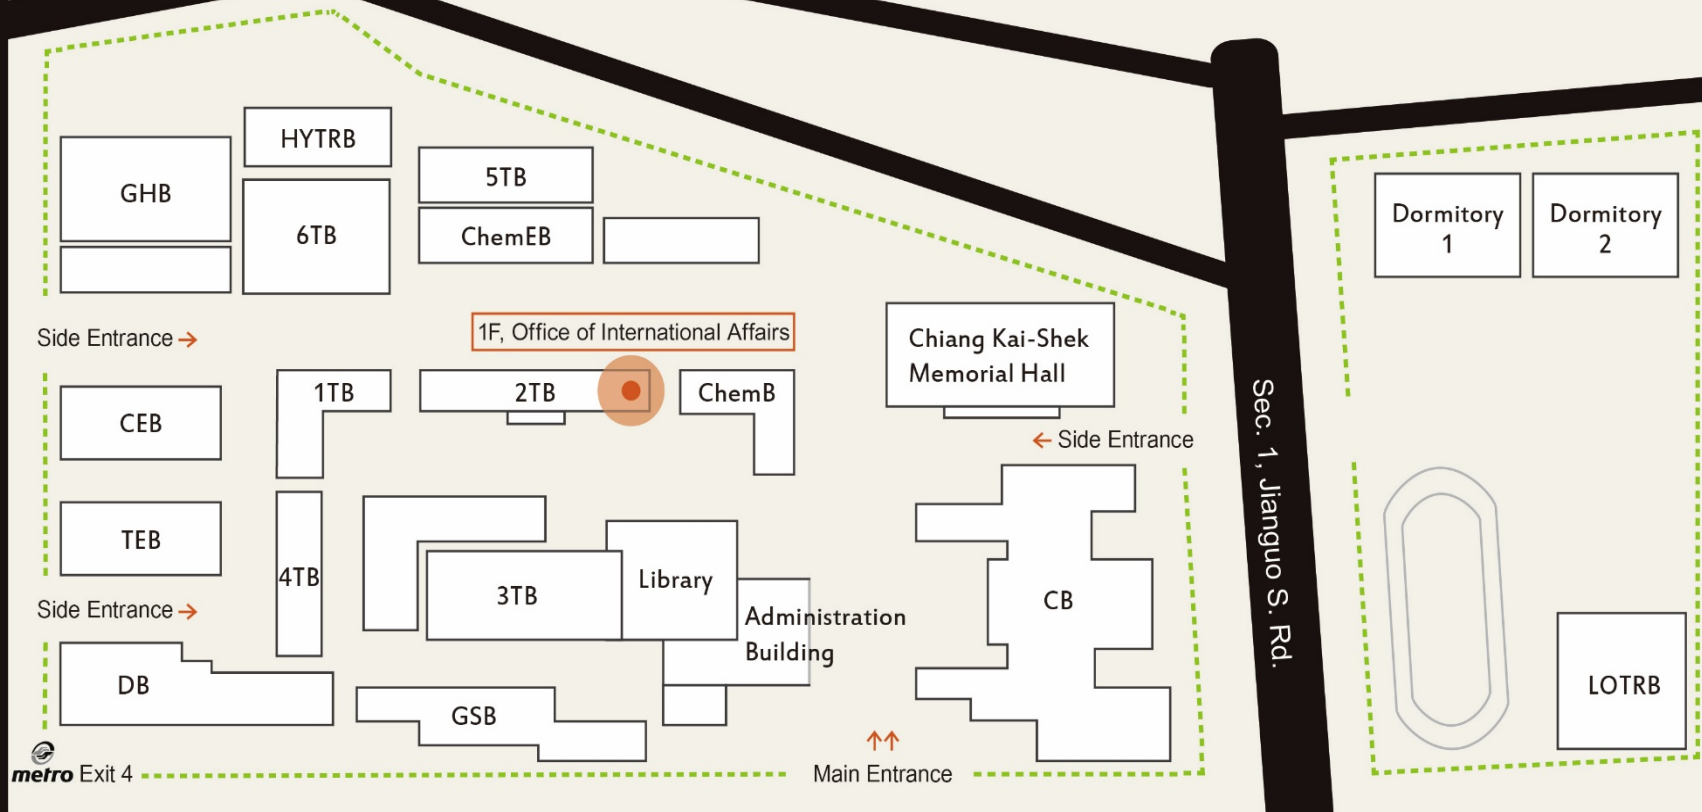 HYTRB
GHB
5TB
6TB
ChemEB
Dormitory
1
Dormitory
2
Side Entrance →
1F, Office of International Affairs
Chiang Kai-Shek
Memorial Hall
1TB
2TB
ChemB
CEB
← Side Entrance
Sec. 1, Jianguo S. Rd.
TEB
4TB
3TB
Library
CB
Side Entrance →
Administration
Building
DB
GSB
LOTRB
↑↑
metro Exit 4
Main Entrance